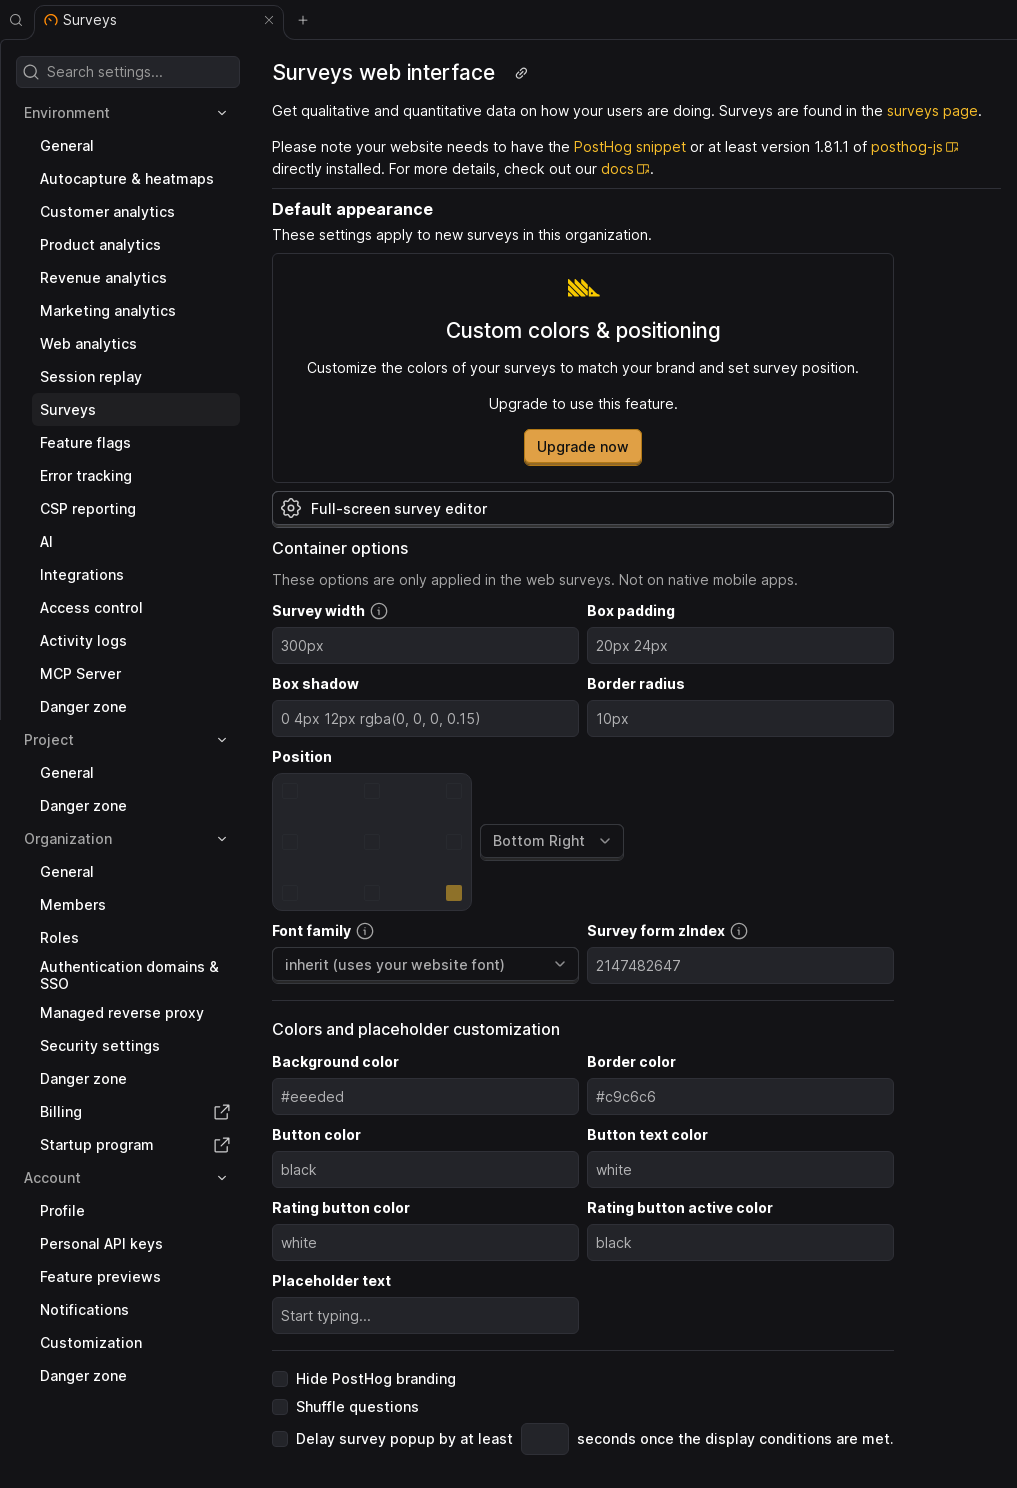 Surveys
Search settings...
Environment
General
Autocapture & heatmaps
Customer analytics
Product analytics
Revenue analytics
Marketing analytics
Web analytics
Session replay
Surveys
Feature flags
Error tracking
CSP reporting
AI
Integrations
Access control
Activity logs
MCP Server
Danger zone
Project
General
Danger zone
Organization
General
Members
Roles
Authentication domains &
SSO
Managed reverse proxy
Security settings
Danger zone
Billing
Startup program
Account
Profile
Personal API keys
Feature previews
Notifications
Customization
Danger zone
Surveys web interface
Get qualitative and quantitative data on how your users are doing. Surveys are found in the surveys page.
Please note your website needs to have the PostHog snippet or at least version 1.81.1 of posthog-js
directly installed. For more details, check out our docs.
Default appearance
These settings apply to new surveys in this organization.
Custom colors & positioning
Customize the colors of your surveys to match your brand and set survey position.
Upgrade to use this feature.
Upgrade now
Full-screen survey editor
Container options
These options are only applied in the web surveys. Not on native mobile apps.
Survey width Box padding
300px 20px 24px
Box shadow Border radius
0 4px 12px rgba(0, 0, 0, 0.15) 10px
Position
Bottom Right
Font family Survey form zIndex
inherit (uses your website font) 2147482647
Colors and placeholder customization
Background color Border color
#eeeded #c9c6c6
Button color Button text color
black white
Rating button color Rating button active color
white black
Placeholder text
Start typing...
Hide PostHog branding
Shuffle questions
Delay survey popup by at least seconds once the display conditions are met.